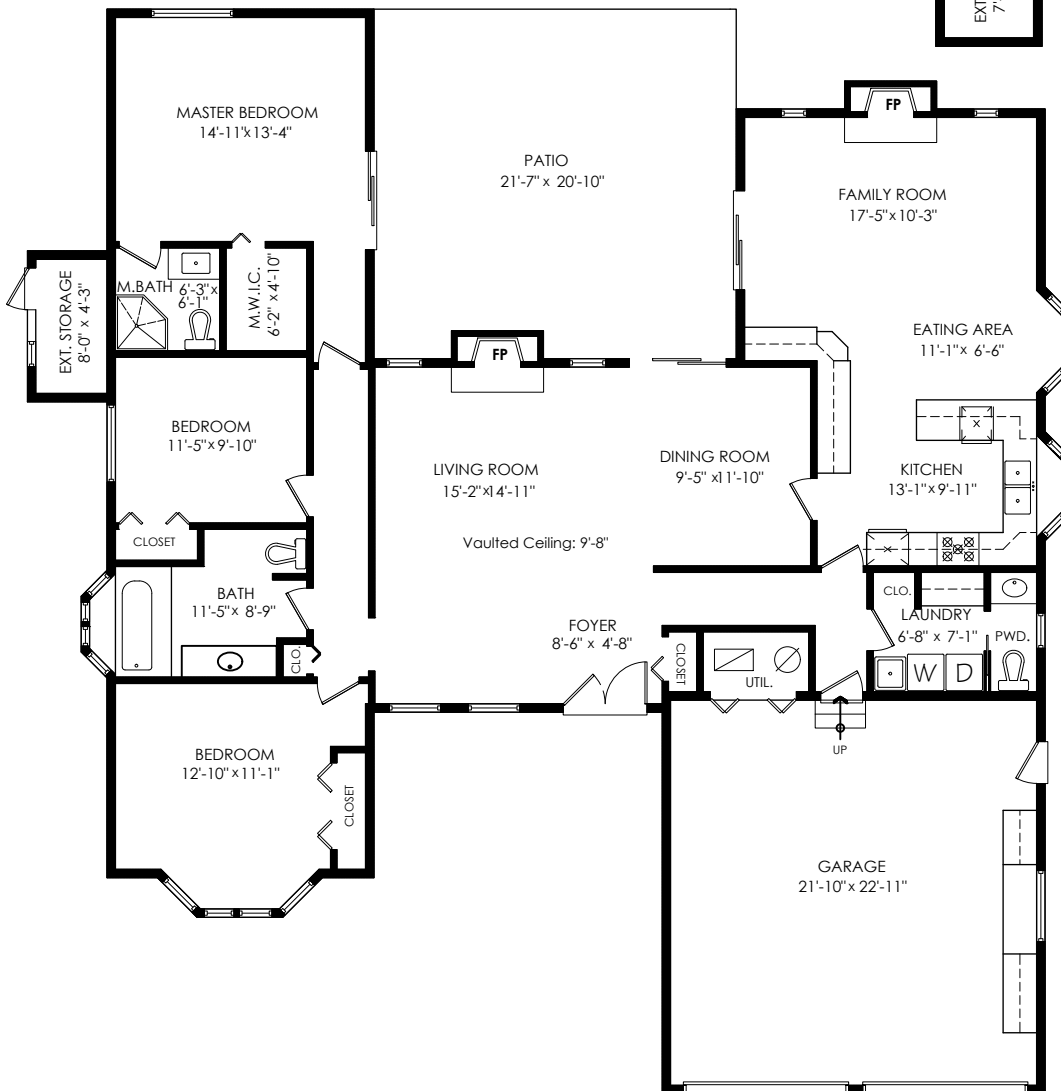 EXT.
7'
MASTER BEDROOM
14'-11"x 13'-4"
PATIO
21'-7" x 20'-10"
FP
FAMILY ROOM
17'-5"x 10'-3"
EXT. STORAGE
8'-0" x 4'-3"
M.BATH
6'-3"x
6'-1"
M.W.I.C.
6'-2" x 4'-10"
EATING AREA
11'-1"x 6'-6"
FP
BEDROOM
11'-5"x 9'-10"
LIVING ROOM
15'-2"x14'-11"
DINING ROOM
9'-5" x11'-10"
KITCHEN
13'-1"x 9'-11"
Vaulted Ceiling: 9'-8"
CLOSET
BATH
11'-5"x 8'-9"
CLO.
FOYER
8'-6" x 4'-8"
CLOSET
UTIL.
CLO.
LAUNDRY
6'-8" x 7'-1"
PWD.
W
D
UP
BEDROOM
12'-10"x11'-1"
CLOSET
GARAGE
21'-10"x 22'-11"